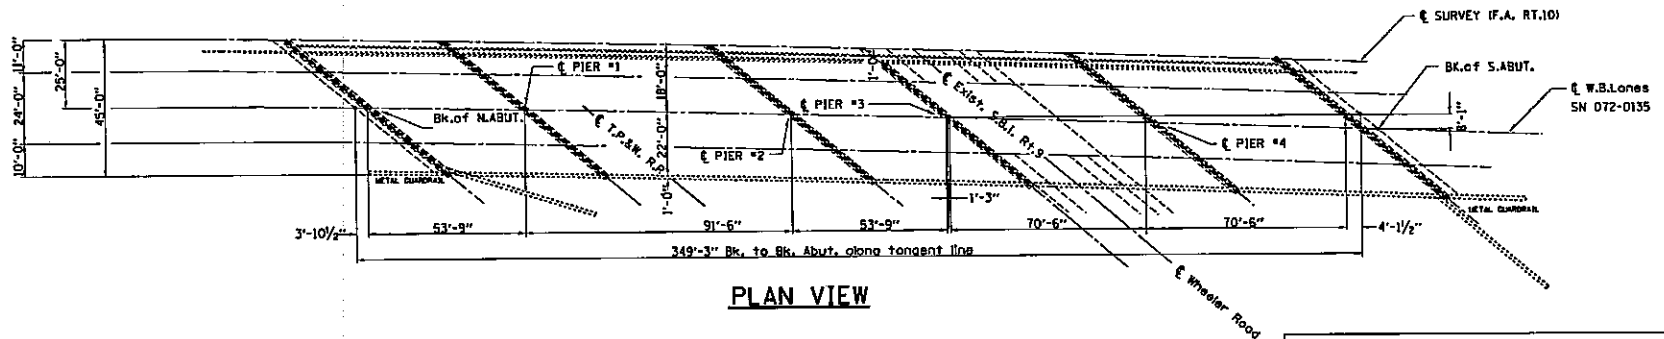 ℄ SURVEY (F.A. RT.10)
BK.of S.ABUT.
℄ W.B.Lanes
SN 072-0135
8'-1"
11'-0"
24'-0"
10'-0"
25'-0"
45'-0"
Bk.of N.ABUT.
℄ PIER #1
℄ T.P.&W. R.R.
18'-0"
22'-0"
1'-0"
1'-0"
℄ PIER #2
℄ PIER #3
℄ Exist. S.B.I. Rt.9
℄ PIER #4
METAL GUARDRAIL
METAL GUARDRAIL
1'-3"
3'-10½"
53'-9"
91'-6"
53'-9"
70'-6"
70'-6"
4'-1½"
349'-3" Bk. to Bk. Abut. along tangent line
℄ Wheeler Road
PLAN VIEW